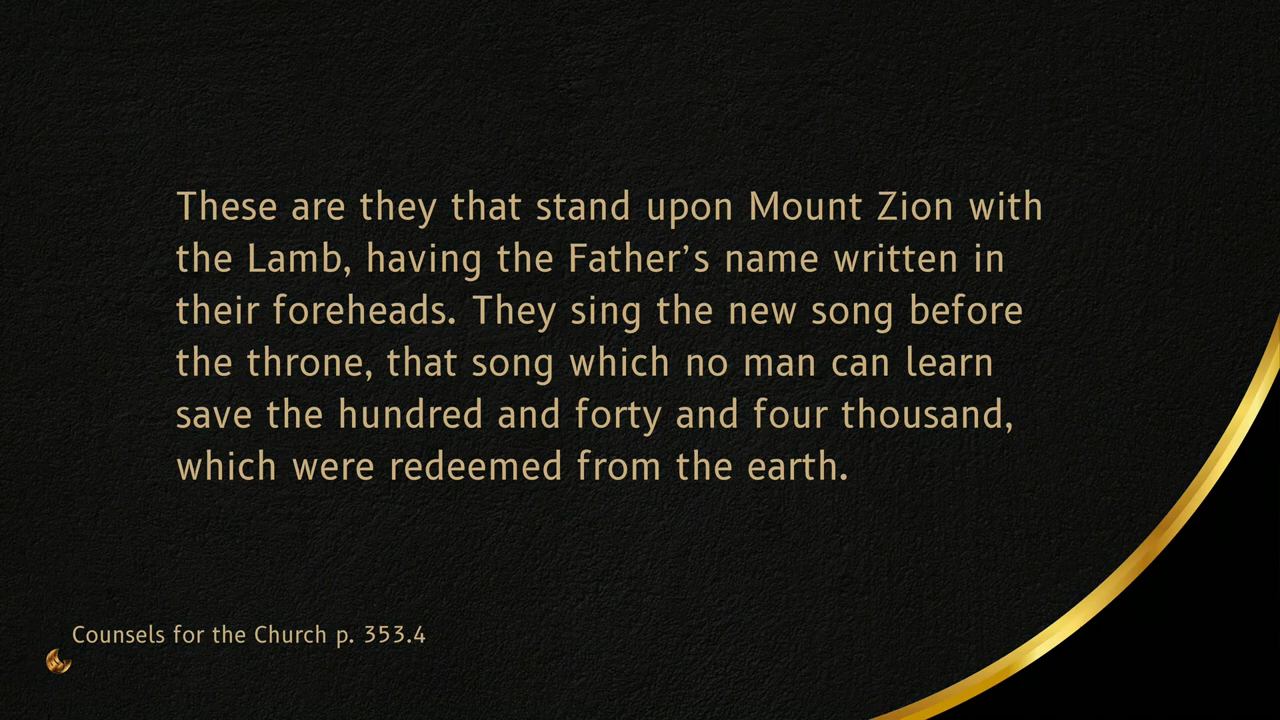 These are they that stand upon Mount Zion with
the Lamb, having the Father’s name written in
their foreheads. They sing the new song before
the throne, that song which no man can learn
save the hundred and forty and four thousand,
which were redeemed from the earth.
Counsels for the Church p. 353.4